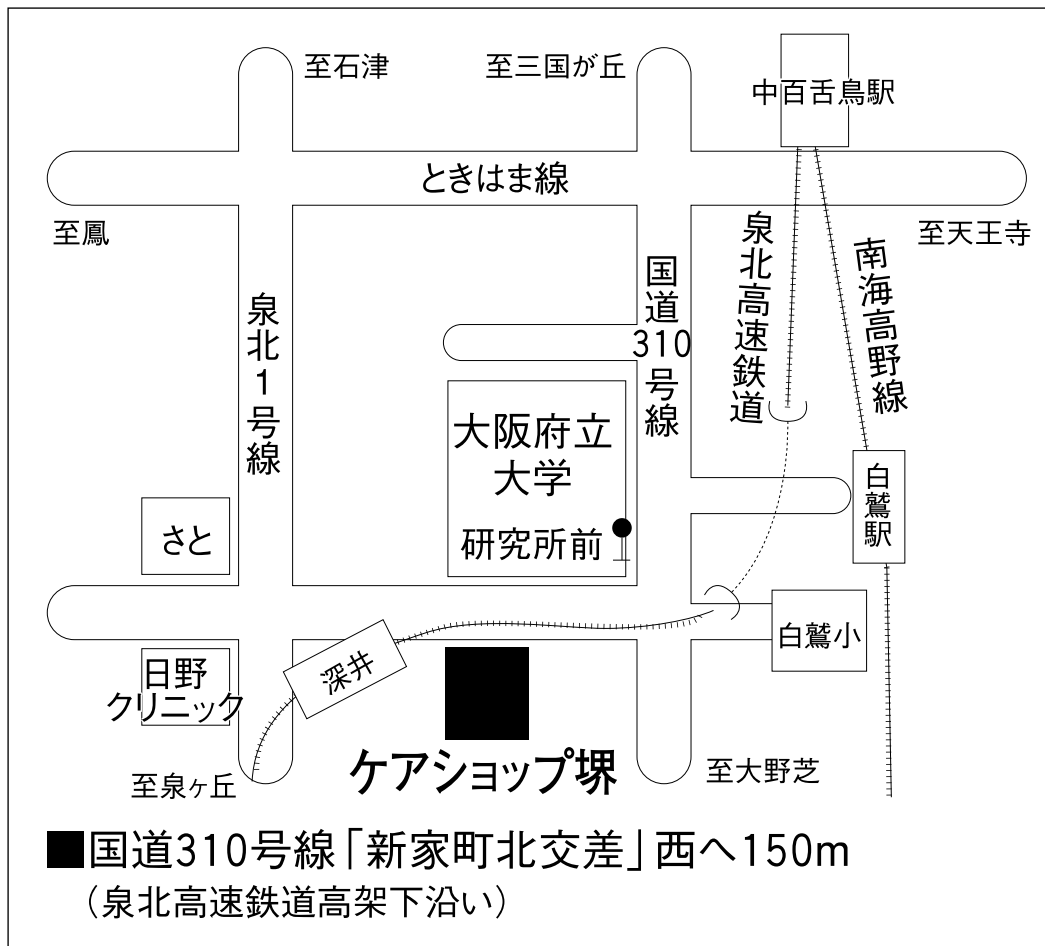 至石津
至三国が丘
中百舌鳥駅
ときはま線
至鳳
至天王寺
泉北1号線
国道310号線
泉北高速鉄道
南海高野線
大阪府立
大学
研究所前
白鷺駅
さと
白鷺小
深井
日野
クリニック
至泉ヶ丘
ケアショップ堺
至大野芝
■国道310号線「新家町北交差」西へ150m
（泉北高速鉄道高架下沿い）